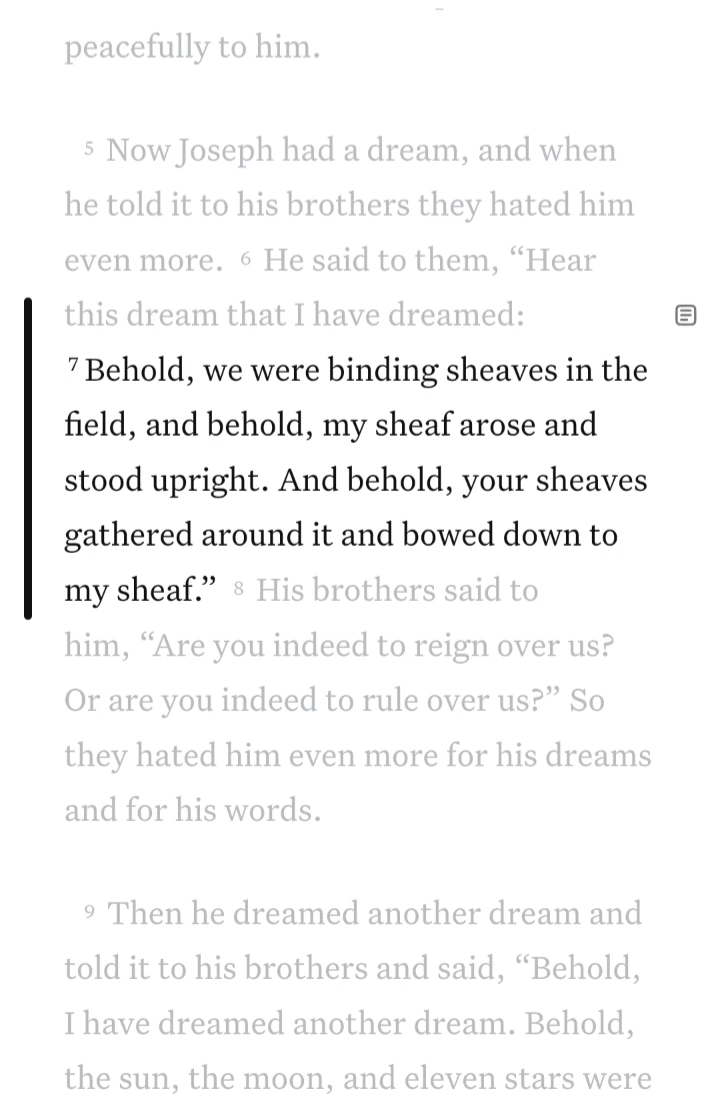 peacefully to him.
5 Now Joseph had a dream, and when
he told it to his brothers they hated him
even more. 6 He said to them, “Hear
this dream that I have dreamed:
7 Behold, we were binding sheaves in the
field, and behold, my sheaf arose and
stood upright. And behold, your sheaves
gathered around it and bowed down to
my sheaf.” 8 His brothers said to
him, “Are you indeed to reign over us?
Or are you indeed to rule over us?” So
they hated him even more for his dreams
and for his words.
9 Then he dreamed another dream and
told it to his brothers and said, “Behold,
I have dreamed another dream. Behold,
the sun, the moon, and eleven stars were